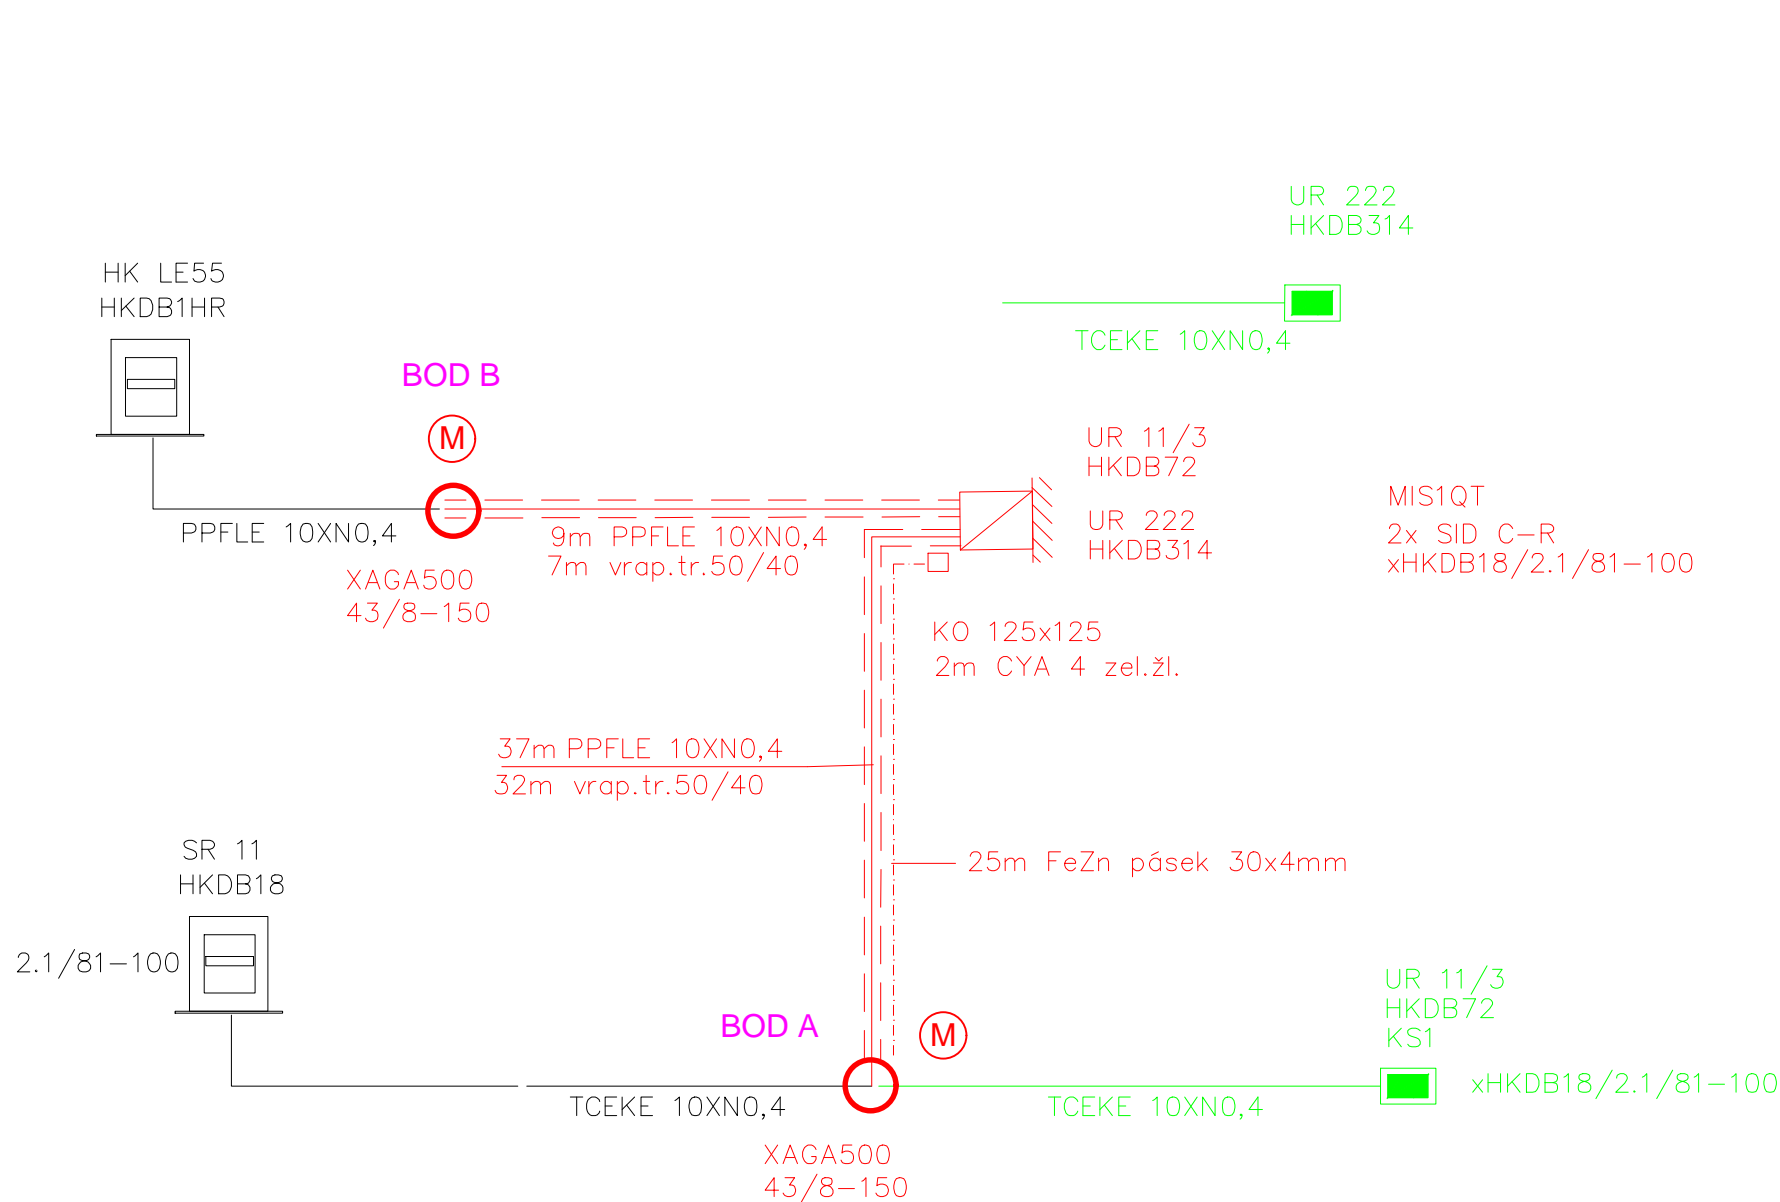 UR 222
HKDB314
TCEKE 10XN0,4
HK LE55
HKDB1HR
BOD B
M
PPFLE 10XN0,4
XAGA500
43/8-150
9m PPFLE 10XN0,4
7m vrap.tr.50/40
UR 11/3
HKDB72
UR 222
HKDB314
MIS1QT
2x SID C-R
xHKDB18/2.1/81-100
KO 125x125
2m CYA 4 zel.žl.
37m PPFLE 10XN0,4
32m vrap.tr.50/40
25m FeZn pásek 30x4mm
SR 11
HKDB18
2.1/81-100
BOD A
M
TCEKE 10XN0,4
XAGA500
43/8-150
TCEKE 10XN0,4
UR 11/3
HKDB72
KS1
xHKDB18/2.1/81-100